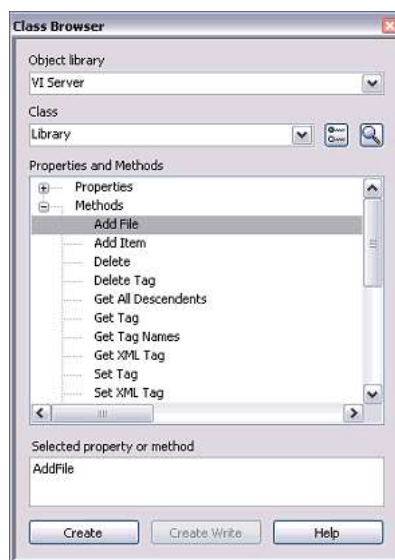 Class Browser
Object library
VI Server
Class
Library
Properties and Methods
Properties
Methods
Add File
Add Item
Delete
Delete Tag
Get All Descendents
Get Tag
Get Tag Names
Get XML Tag
Set Tag
Set XML Tag
Selected property or method
AddFile
Create
Create Write
Help